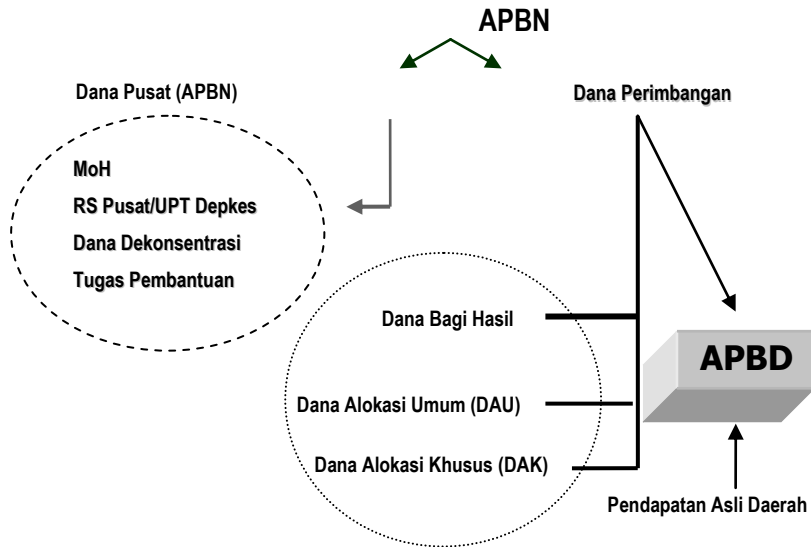 APBN
Dana Pusat (APBN)
Dana Perimbangan
MoH
RS Pusat/UPT Depkes
Dana Dekonsentrasi
Tugas Pembantuan
Dana Bagi Hasil
APBD
Dana Alokasi Umum (DAU)
Dana Alokasi Khusus (DAK)
Pendapatan Asli Daerah